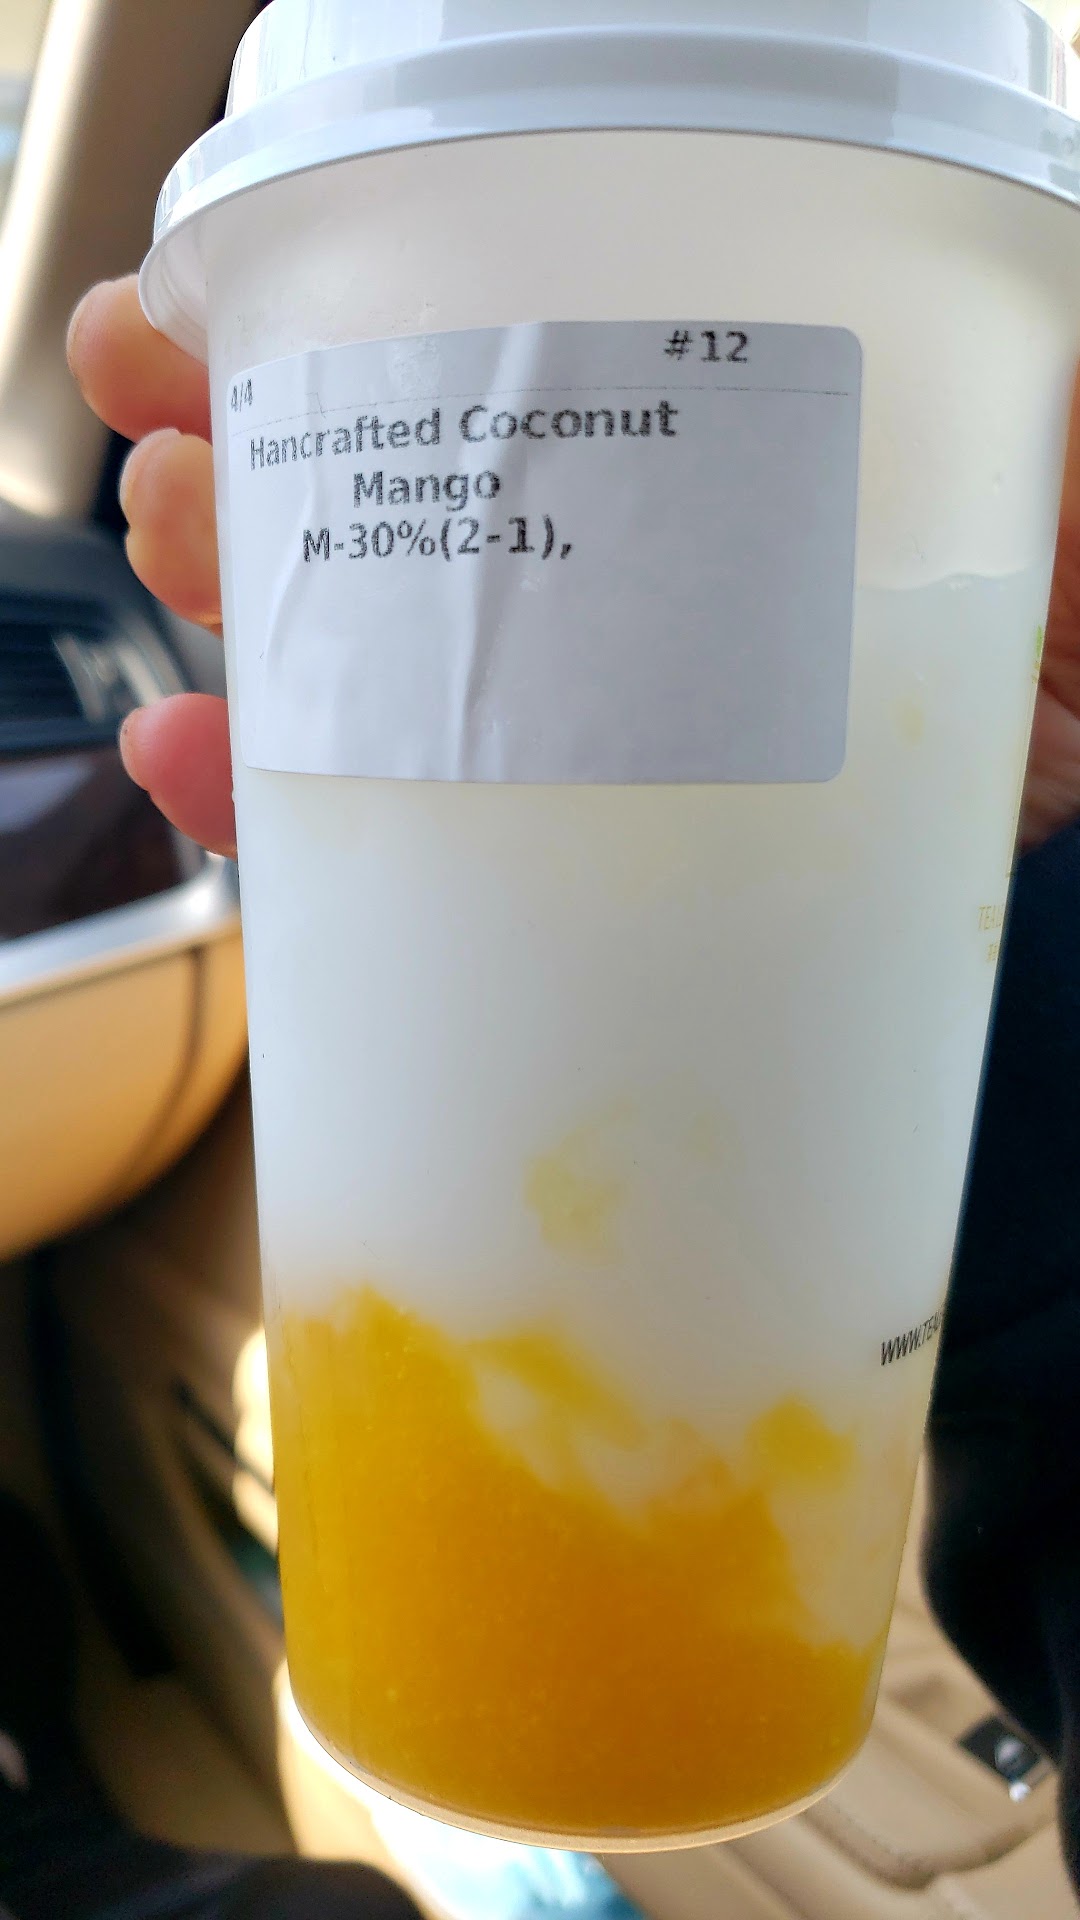 #12
4/4
Hancrafted Coconut
Mango
M-30%(2-1),